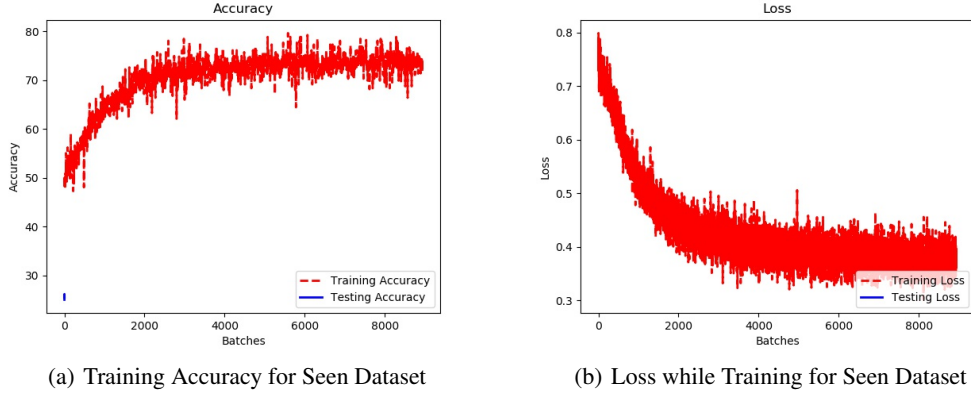 Accuracy
80
70
60
50
40
30
Accuracy
Training Accuracy
Testing Accuracy
0
2000
4000
6000
8000
Batches
(a) Training Accuracy for Seen Dataset
Loss
0.8
0.7
0.6
0.5
0.4
0.3
Loss
Training Loss
Testing Loss
0
2000
4000
6000
8000
Batches
(b) Loss while Training for Seen Dataset